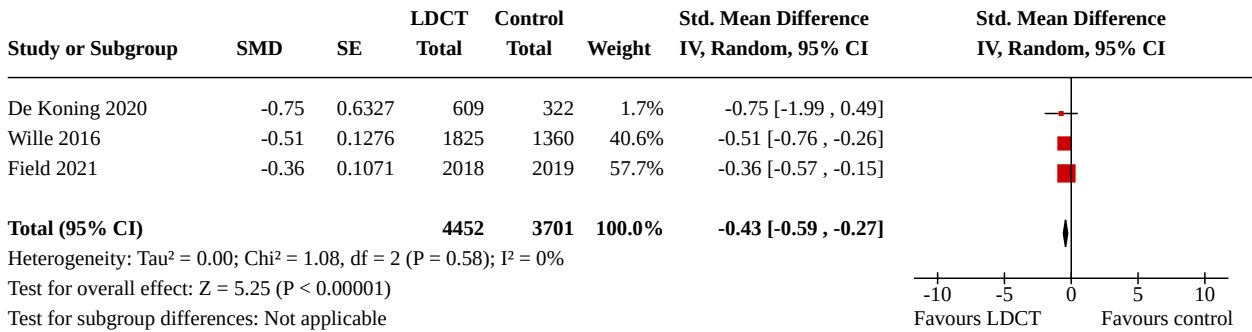 LDCT Control Std. Mean Difference Std. Mean Difference
Study or Subgroup SMD SE Total Total Weight IV, Random, 95% CI IV, Random, 95% CI
De Koning 2020 -0.75 0.6327 609 322 1.7% -0.75 [-1.99 , 0.49]
Wille 2016 -0.51 0.1276 1825 1360 40.6% -0.51 [-0.76 , -0.26]
Field 2021 -0.36 0.1071 2018 2019 57.7% -0.36 [-0.57 , -0.15]
Total (95% CI) 4452 3701 100.0% -0.43 [-0.59 , -0.27]
Heterogeneity: Tau² = 0.00; Chi² = 1.08, df = 2 (P = 0.58); I² = 0%
Test for overall effect: Z = 5.25 (P < 0.00001)
Test for subgroup differences: Not applicable
-10 -5 0 5 10
Favours LDCT Favours control